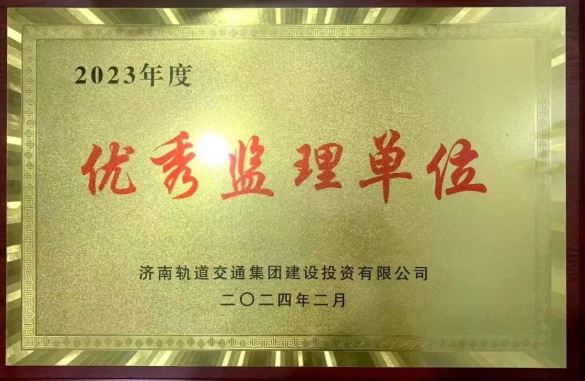 2023年度
优秀监理单位
济南轨道交通集团建设投资有限公司
二〇二四年二月